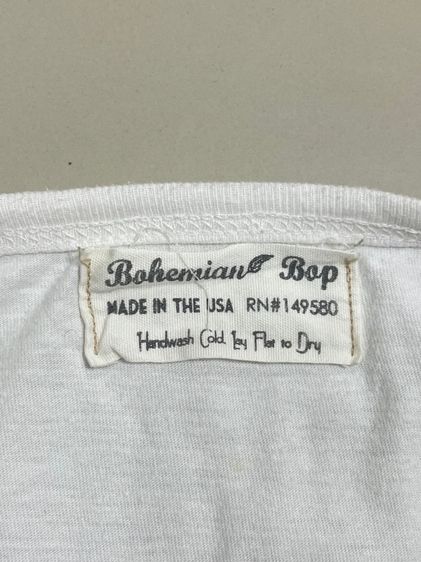 Bohemian Bop
MADE IN THE USA RN#149580
Handwash Cold Lay Flat to Dry